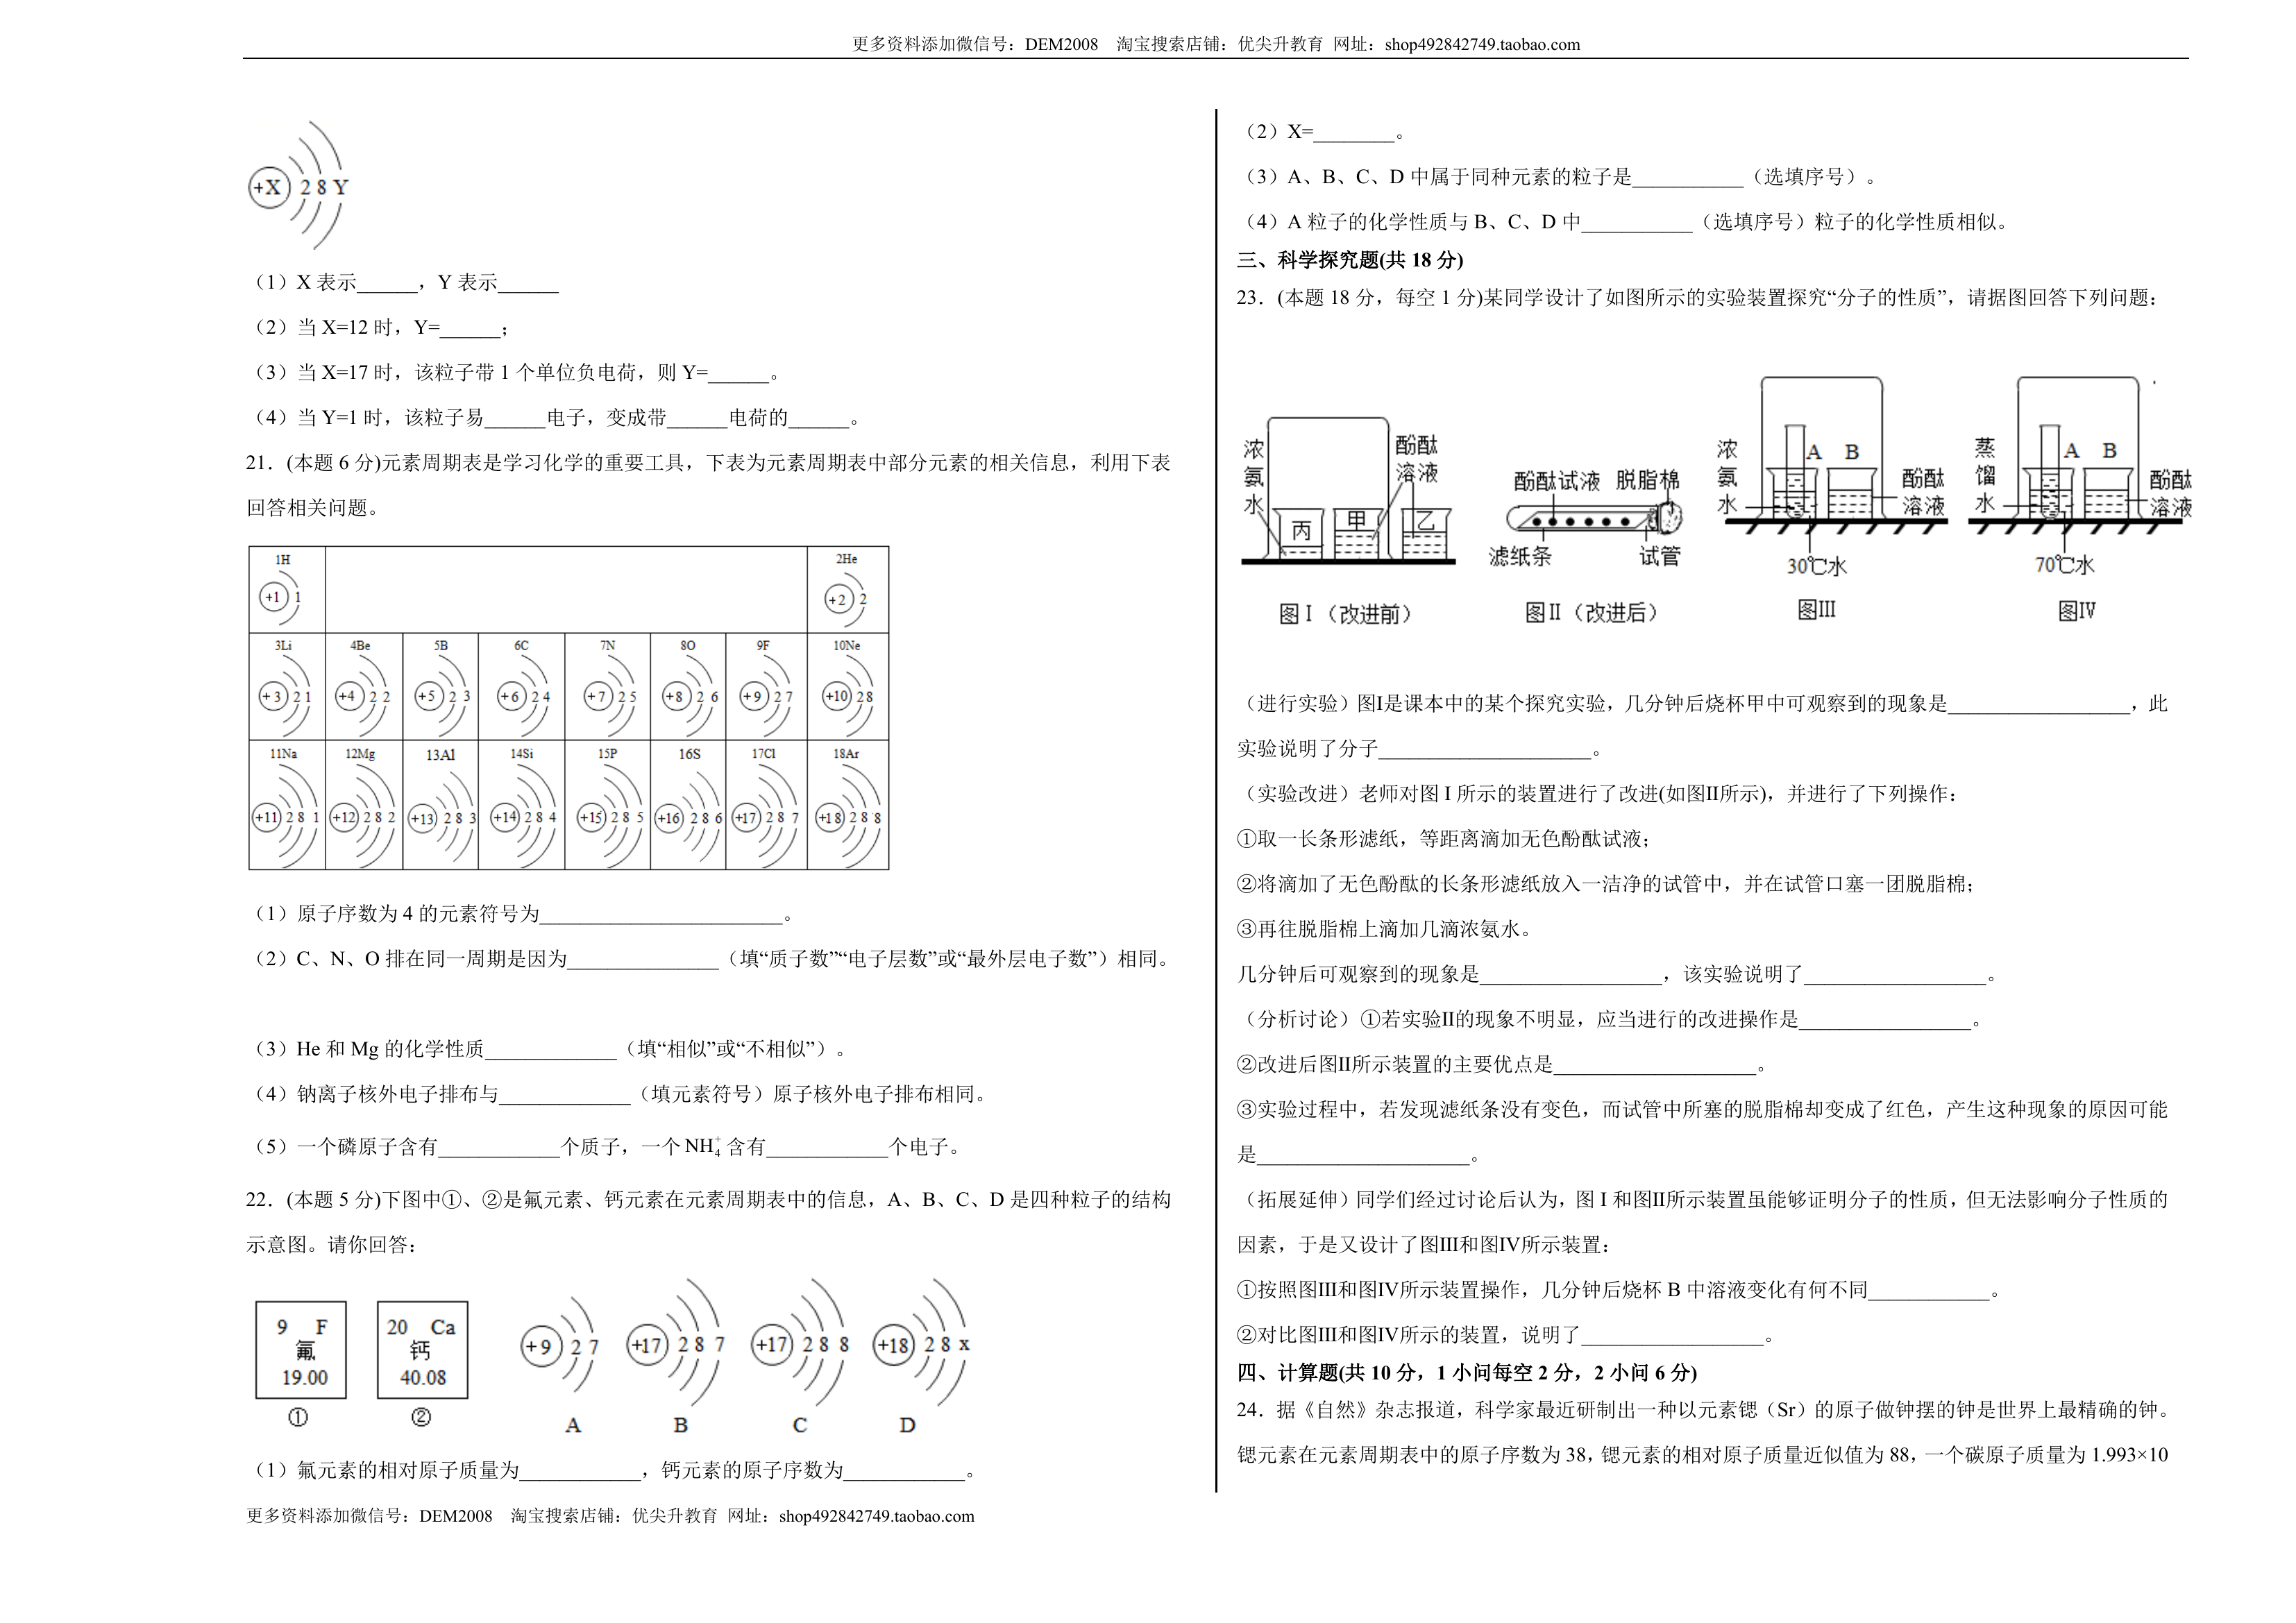 更多资料添加微信号：DEM2008    淘宝搜索店铺：优尖升教育  网址：shop492842749.taobao.com
+X 2 8 Y
（1）X 表示______，Y 表示______
（2）当 X=12 时，Y=______；
（3）当 X=17 时，该粒子带 1 个单位负电荷，则 Y=______。
（4）当 Y=1 时，该粒子易______电子，变成带______电荷的______。
21．(本题 6 分)元素周期表是学习化学的重要工具，下表为元素周期表中部分元素的相关信息，利用下表
回答相关问题。
1H 2He
+1 1 +2 2
3Li 4Be 5B 6C 7N 8O 9F 10Ne
+3 2 1 +4 2 2 +5 2 3 +6 2 4 +7 2 5 +8 2 6 +9 2 7 +10 2 8
11Na 12Mg 13Al 14Si 15P 16S 17Cl 18Ar
+11 2 8 1 +12 2 8 2 +13 2 8 3 +14 2 8 4 +15 2 8 5 +16 2 8 6 +17 2 8 7 +18 2 8 8
（1）原子序数为 4 的元素符号为________________________。
（2）C、N、O 排在同一周期是因为_______________（填“质子数”“电子层数”或“最外层电子数”）相同。
（3）He 和 Mg 的化学性质_____________（填“相似”或“不相似”）。
（4）钠离子核外电子排布与_____________（填元素符号）原子核外电子排布相同。
（5）一个磷原子含有____________个质子，一个 NH₄⁺ 含有____________个电子。
22．(本题 5 分)下图中①、②是氟元素、钙元素在元素周期表中的信息，A、B、C、D 是四种粒子的结构
示意图。请你回答：
9 F 20 Ca
氟 钙
19.00 40.08
① ②
+9 2 7 +17 2 8 7 +17 2 8 8 +18 2 8 x
A B C D
（1）氟元素的相对原子质量为____________，钙元素的原子序数为____________。
更多资料添加微信号：DEM2008    淘宝搜索店铺：优尖升教育  网址：shop492842749.taobao.com
（2）X=________。
（3）A、B、C、D 中属于同种元素的粒子是___________（选填序号）。
（4）A 粒子的化学性质与 B、C、D 中___________（选填序号）粒子的化学性质相似。
三、科学探究题(共 18 分)
23．(本题 18 分，每空 1 分)某同学设计了如图所示的实验装置探究“分子的性质”，请据图回答下列问题：
浓氨水 丙 甲 乙 酚酞溶液
图Ⅰ（改进前）
酚酞试液 脱脂棉
滤纸条 试管
图Ⅱ（改进后）
浓氨水 A B 酚酞溶液
30℃水
图Ⅲ
蒸馏水 A B 酚酞溶液
70℃水
图Ⅳ
（进行实验）图Ⅰ是课本中的某个探究实验，几分钟后烧杯甲中可观察到的现象是__________________，此
实验说明了分子_____________________。
（实验改进）老师对图 I 所示的装置进行了改进(如图Ⅱ所示)，并进行了下列操作：
①取一长条形滤纸，等距离滴加无色酚酞试液；
②将滴加了无色酚酞的长条形滤纸放入一洁净的试管中，并在试管口塞一团脱脂棉；
③再往脱脂棉上滴加几滴浓氨水。
几分钟后可观察到的现象是__________________，该实验说明了__________________。
（分析讨论）①若实验Ⅱ的现象不明显，应当进行的改进操作是_________________。
②改进后图Ⅱ所示装置的主要优点是____________________。
③实验过程中，若发现滤纸条没有变色，而试管中所塞的脱脂棉却变成了红色，产生这种现象的原因可能
是_____________________。
（拓展延伸）同学们经过讨论后认为，图 I 和图Ⅱ所示装置虽能够证明分子的性质，但无法影响分子性质的
因素，于是又设计了图Ⅲ和图Ⅳ所示装置：
①按照图Ⅲ和图Ⅳ所示装置操作，几分钟后烧杯 B 中溶液变化有何不同____________。
②对比图Ⅲ和图Ⅳ所示的装置，说明了__________________。
四、计算题(共 10 分，1 小问每空 2 分，2 小问 6 分)
24．据《自然》杂志报道，科学家最近研制出一种以元素锶（Sr）的原子做钟摆的钟是世界上最精确的钟。
锶元素在元素周期表中的原子序数为 38，锶元素的相对原子质量近似值为 88，一个碳原子质量为 1.993×10